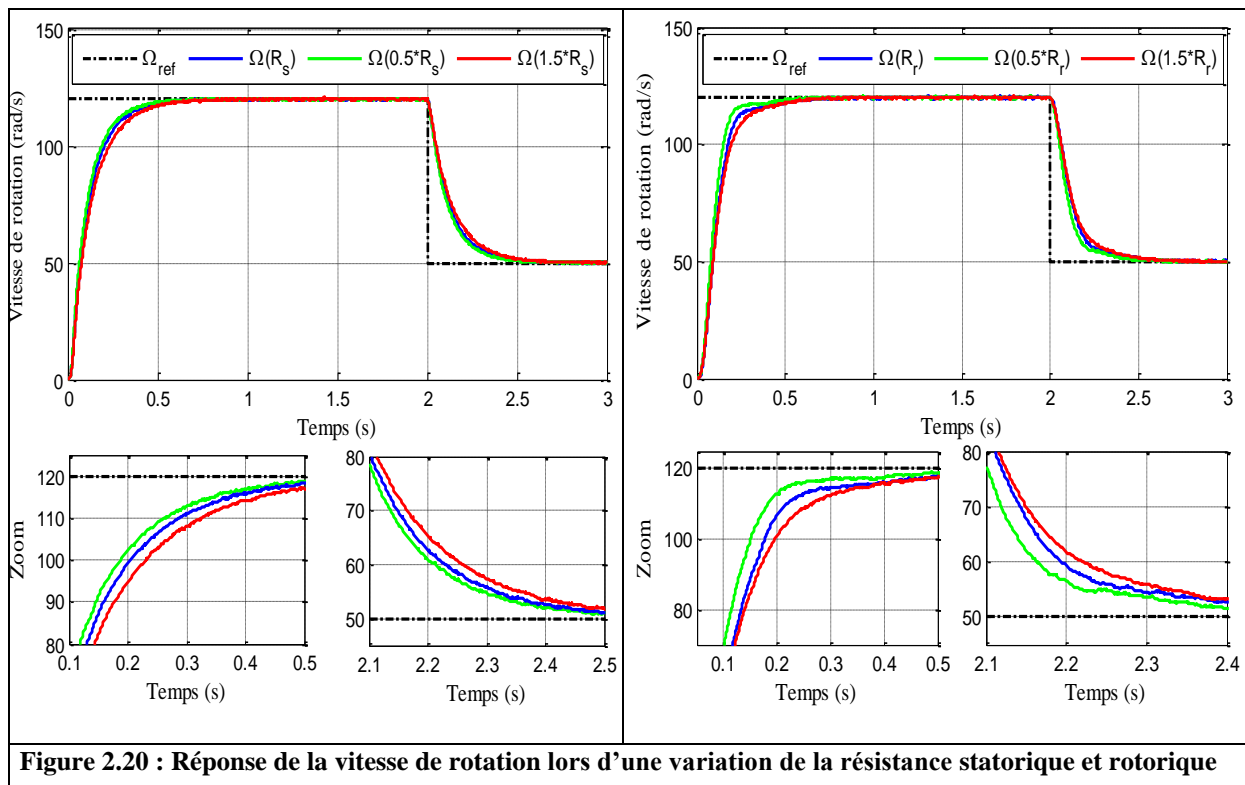 150
100
50
0
Vitesse de rotation (rad/s)
Ω_ref Ω(R_s) Ω(0.5*R_s) Ω(1.5*R_s)
0 0.5 1 1.5 2 2.5 3
Temps (s)
150
100
50
0
Vitesse de rotation (rad/s)
Ω_ref Ω(R_r) Ω(0.5*R_r) Ω(1.5*R_r)
0 0.5 1 1.5 2 2.5 3
Temps (s)
120
110
100
90
80
Zoom
0.1 0.2 0.3 0.4 0.5
Temps (s)
80
70
60
50
2.1 2.2 2.3 2.4 2.5
Temps (s)
120
100
80
Zoom
0.1 0.2 0.3 0.4 0.5
Temps (s)
80
70
60
50
2.1 2.2 2.3 2.4
Temps (s)
Figure 2.20 : Réponse de la vitesse de rotation lors d’une variation de la résistance statorique et rotorique